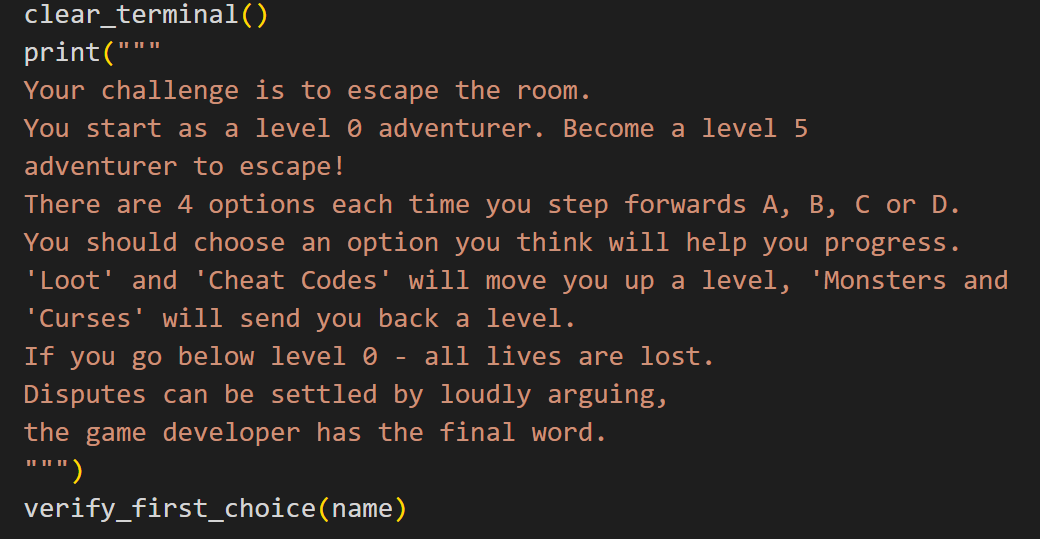 clear_terminal()
print("""
Your challenge is to escape the room.
You start as a level 0 adventurer. Become a level 5
adventurer to escape!
There are 4 options each time you step forwards A, B, C or D.
You should choose an option you think will help you progress.
'Loot' and 'Cheat Codes' will move you up a level, 'Monsters and
'Curses' will send you back a level.
If you go below level 0 - all lives are lost.
Disputes can be settled by loudly arguing,
the game developer has the final word.
""")
verify_first_choice(name)